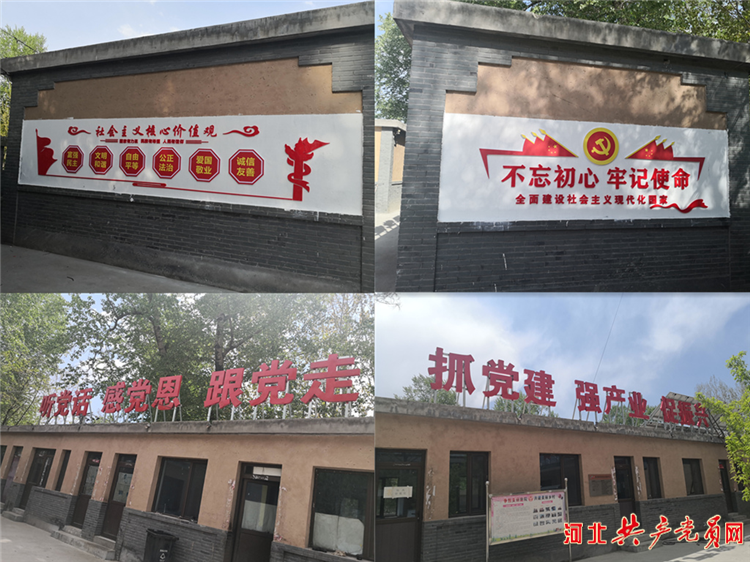 社会主义核心价值观
富强 文明 自由 公正 爱国 诚信
民主 和谐 平等 法治 敬业 友善
不忘初心 牢记使命
全面建设社会主义现代化国家
听党话 感党恩 跟党走
抓党建 强产业 促振兴
河北共产党员网